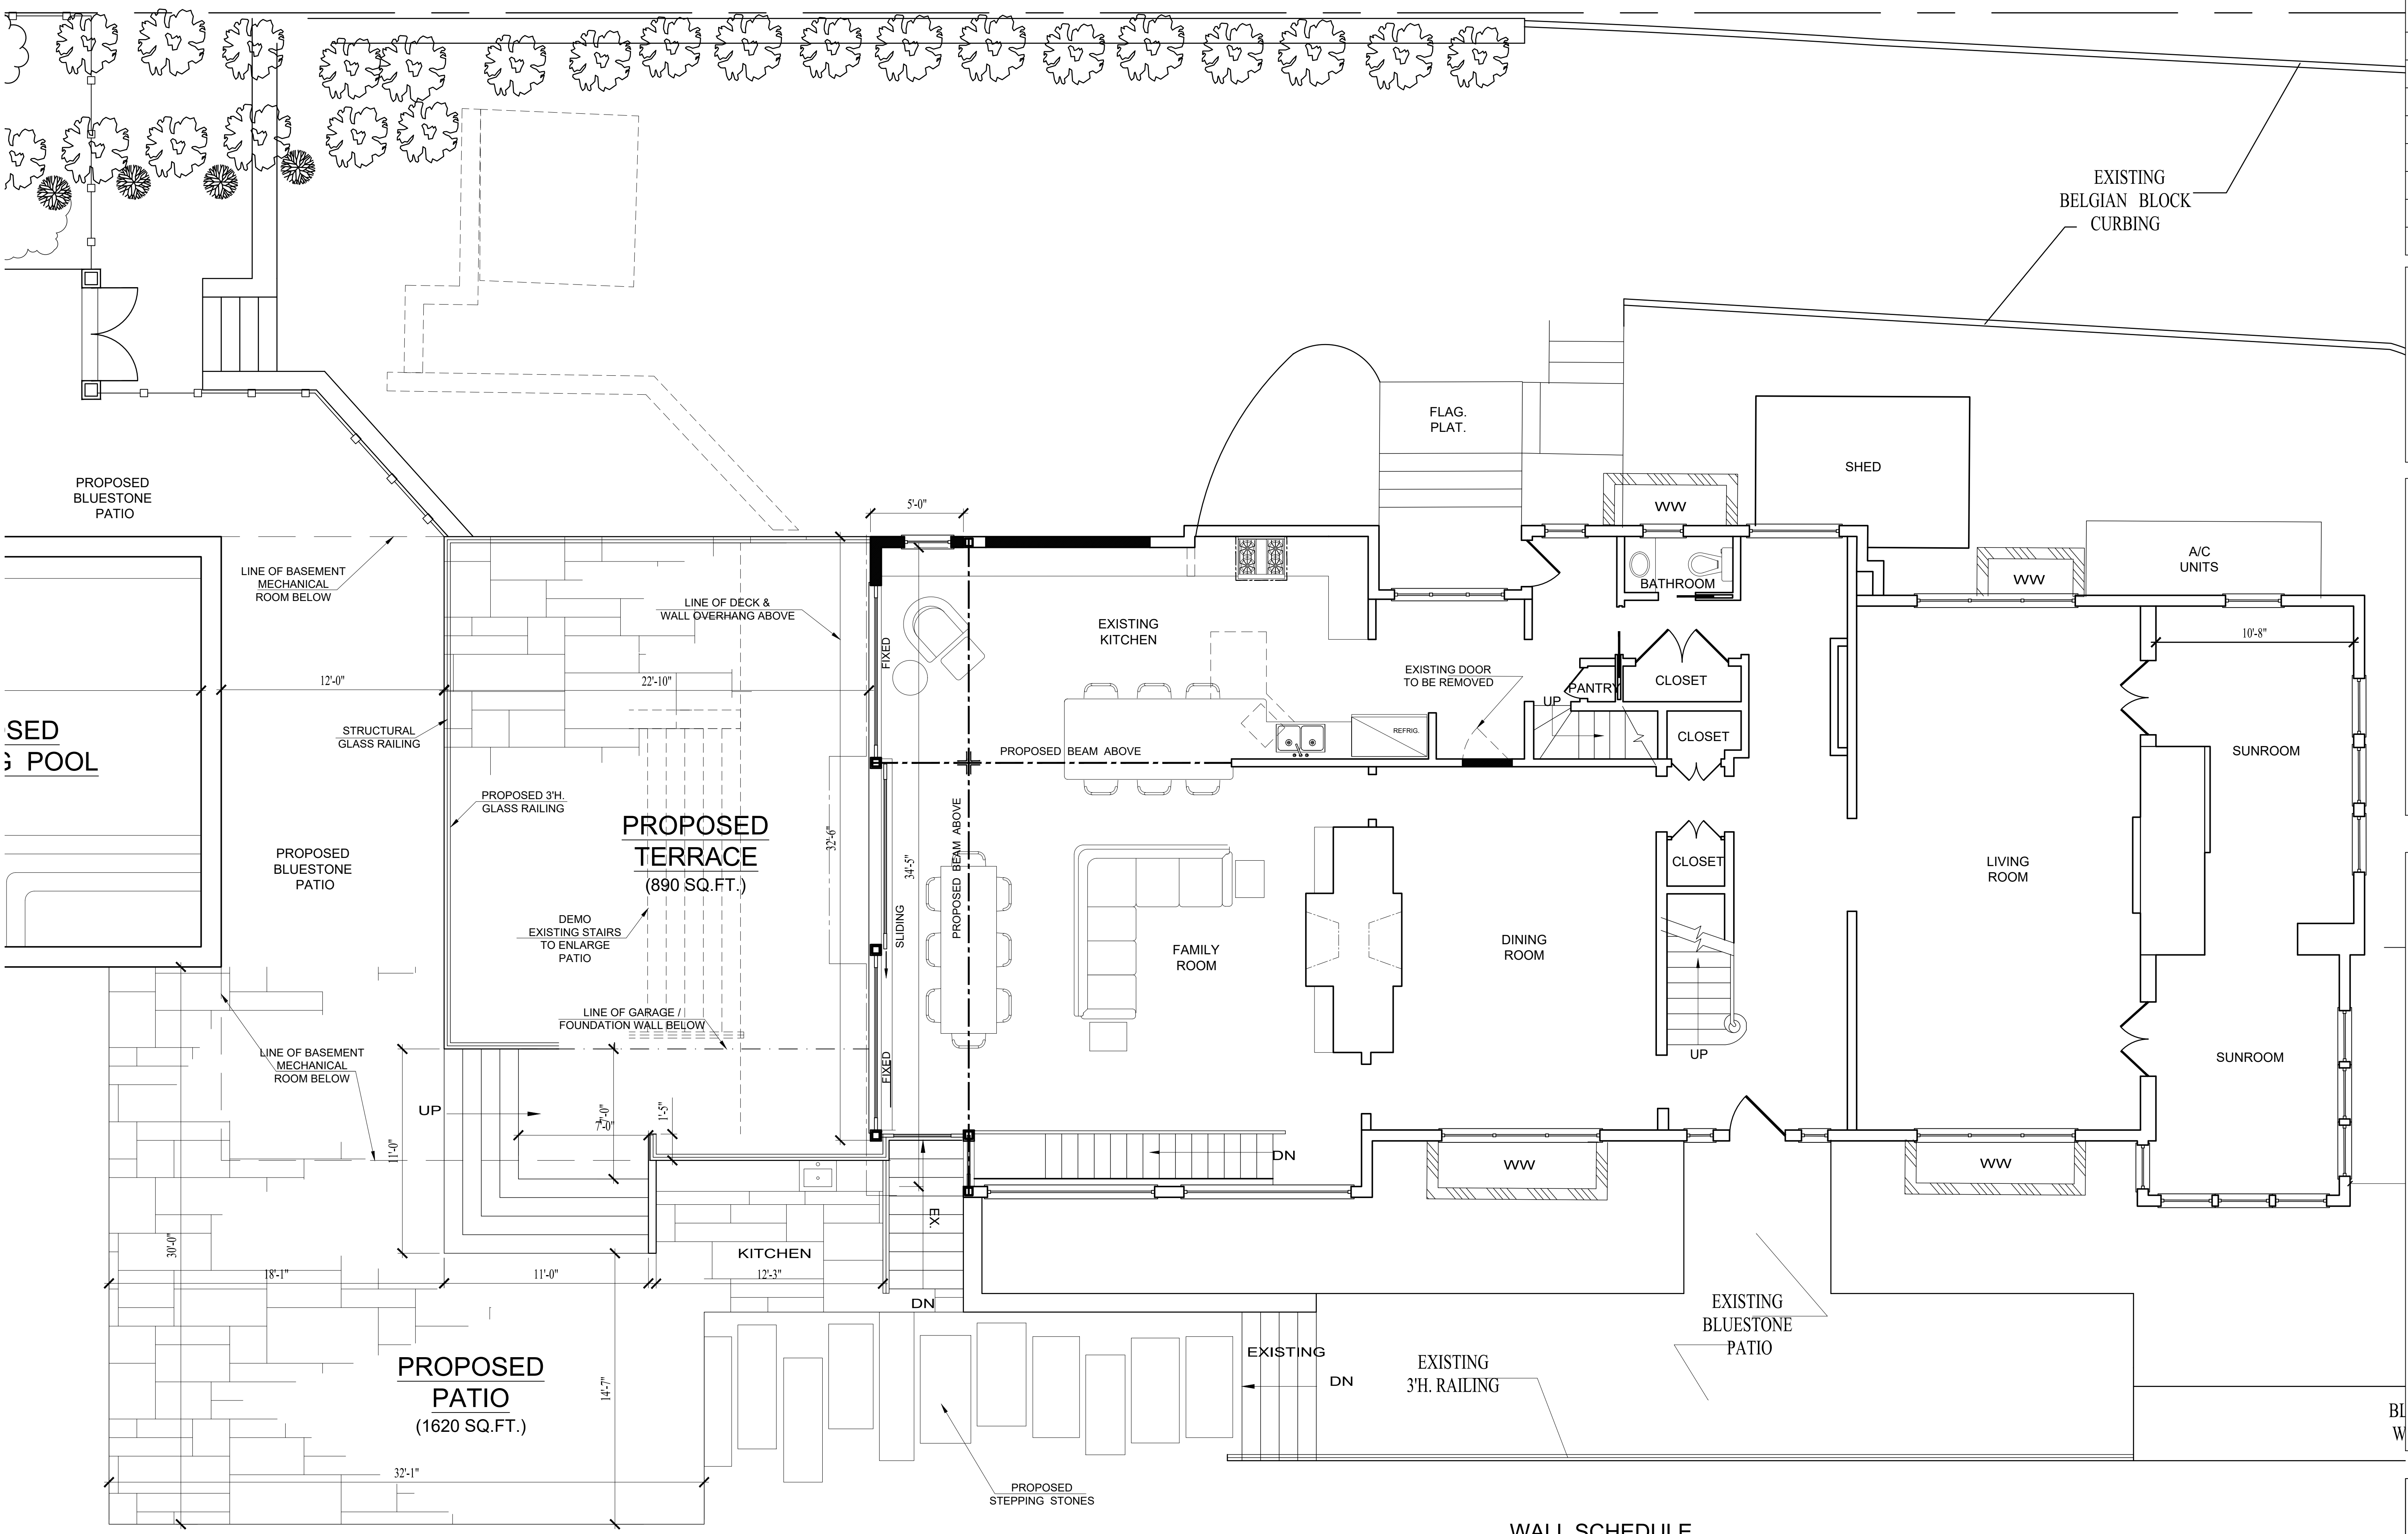 EXISTING
BELGIAN BLOCK
CURBING
FLAG.
PLAT.
SHED
PROPOSED
BLUESTONE
PATIO
5'-0"
WW
A/C
UNITS
WW
LINE OF BASEMENT
MECHANICAL
ROOM BELOW
LINE OF DECK &
WALL OVERHANG ABOVE
FIXED
EXISTING
KITCHEN
BATHROOM
10'-8"
EXISTING DOOR
TO BE REMOVED
PANTRY
CLOSET
UP
12'-0"
22'-10"
STRUCTURAL
GLASS RAILING
REFRIG.
CLOSET
SED
G POOL
PROPOSED BEAM ABOVE
SUNROOM
PROPOSED 3'H.
GLASS RAILING
PROPOSED
TERRACE
(890 SQ.FT.)
32'-6"
34'-5"
PROPOSED BEAM ABOVE
PROPOSED
BLUESTONE
PATIO
CLOSET
LIVING
ROOM
DEMO
EXISTING STAIRS
TO ENLARGE
PATIO
SLIDING
FAMILY
ROOM
DINING
ROOM
LINE OF GARAGE /
FOUNDATION WALL BELOW
LINE OF BASEMENT
MECHANICAL
ROOM BELOW
FIXED
UP
SUNROOM
UP
7'-0"
7'-0"
1'-5"
11'-0"
DN
WW
WW
EX.
30'-0"
KITCHEN
18'-1"
11'-0"
12'-3"
DN
EXISTING
BLUESTONE
PATIO
EXISTING
DN
EXISTING
3'H. RAILING
PROPOSED
PATIO
(1620 SQ.FT.)
14'-7"
32'-1"
PROPOSED
STEPPING STONES
BL
W
WALL SCHEDULE